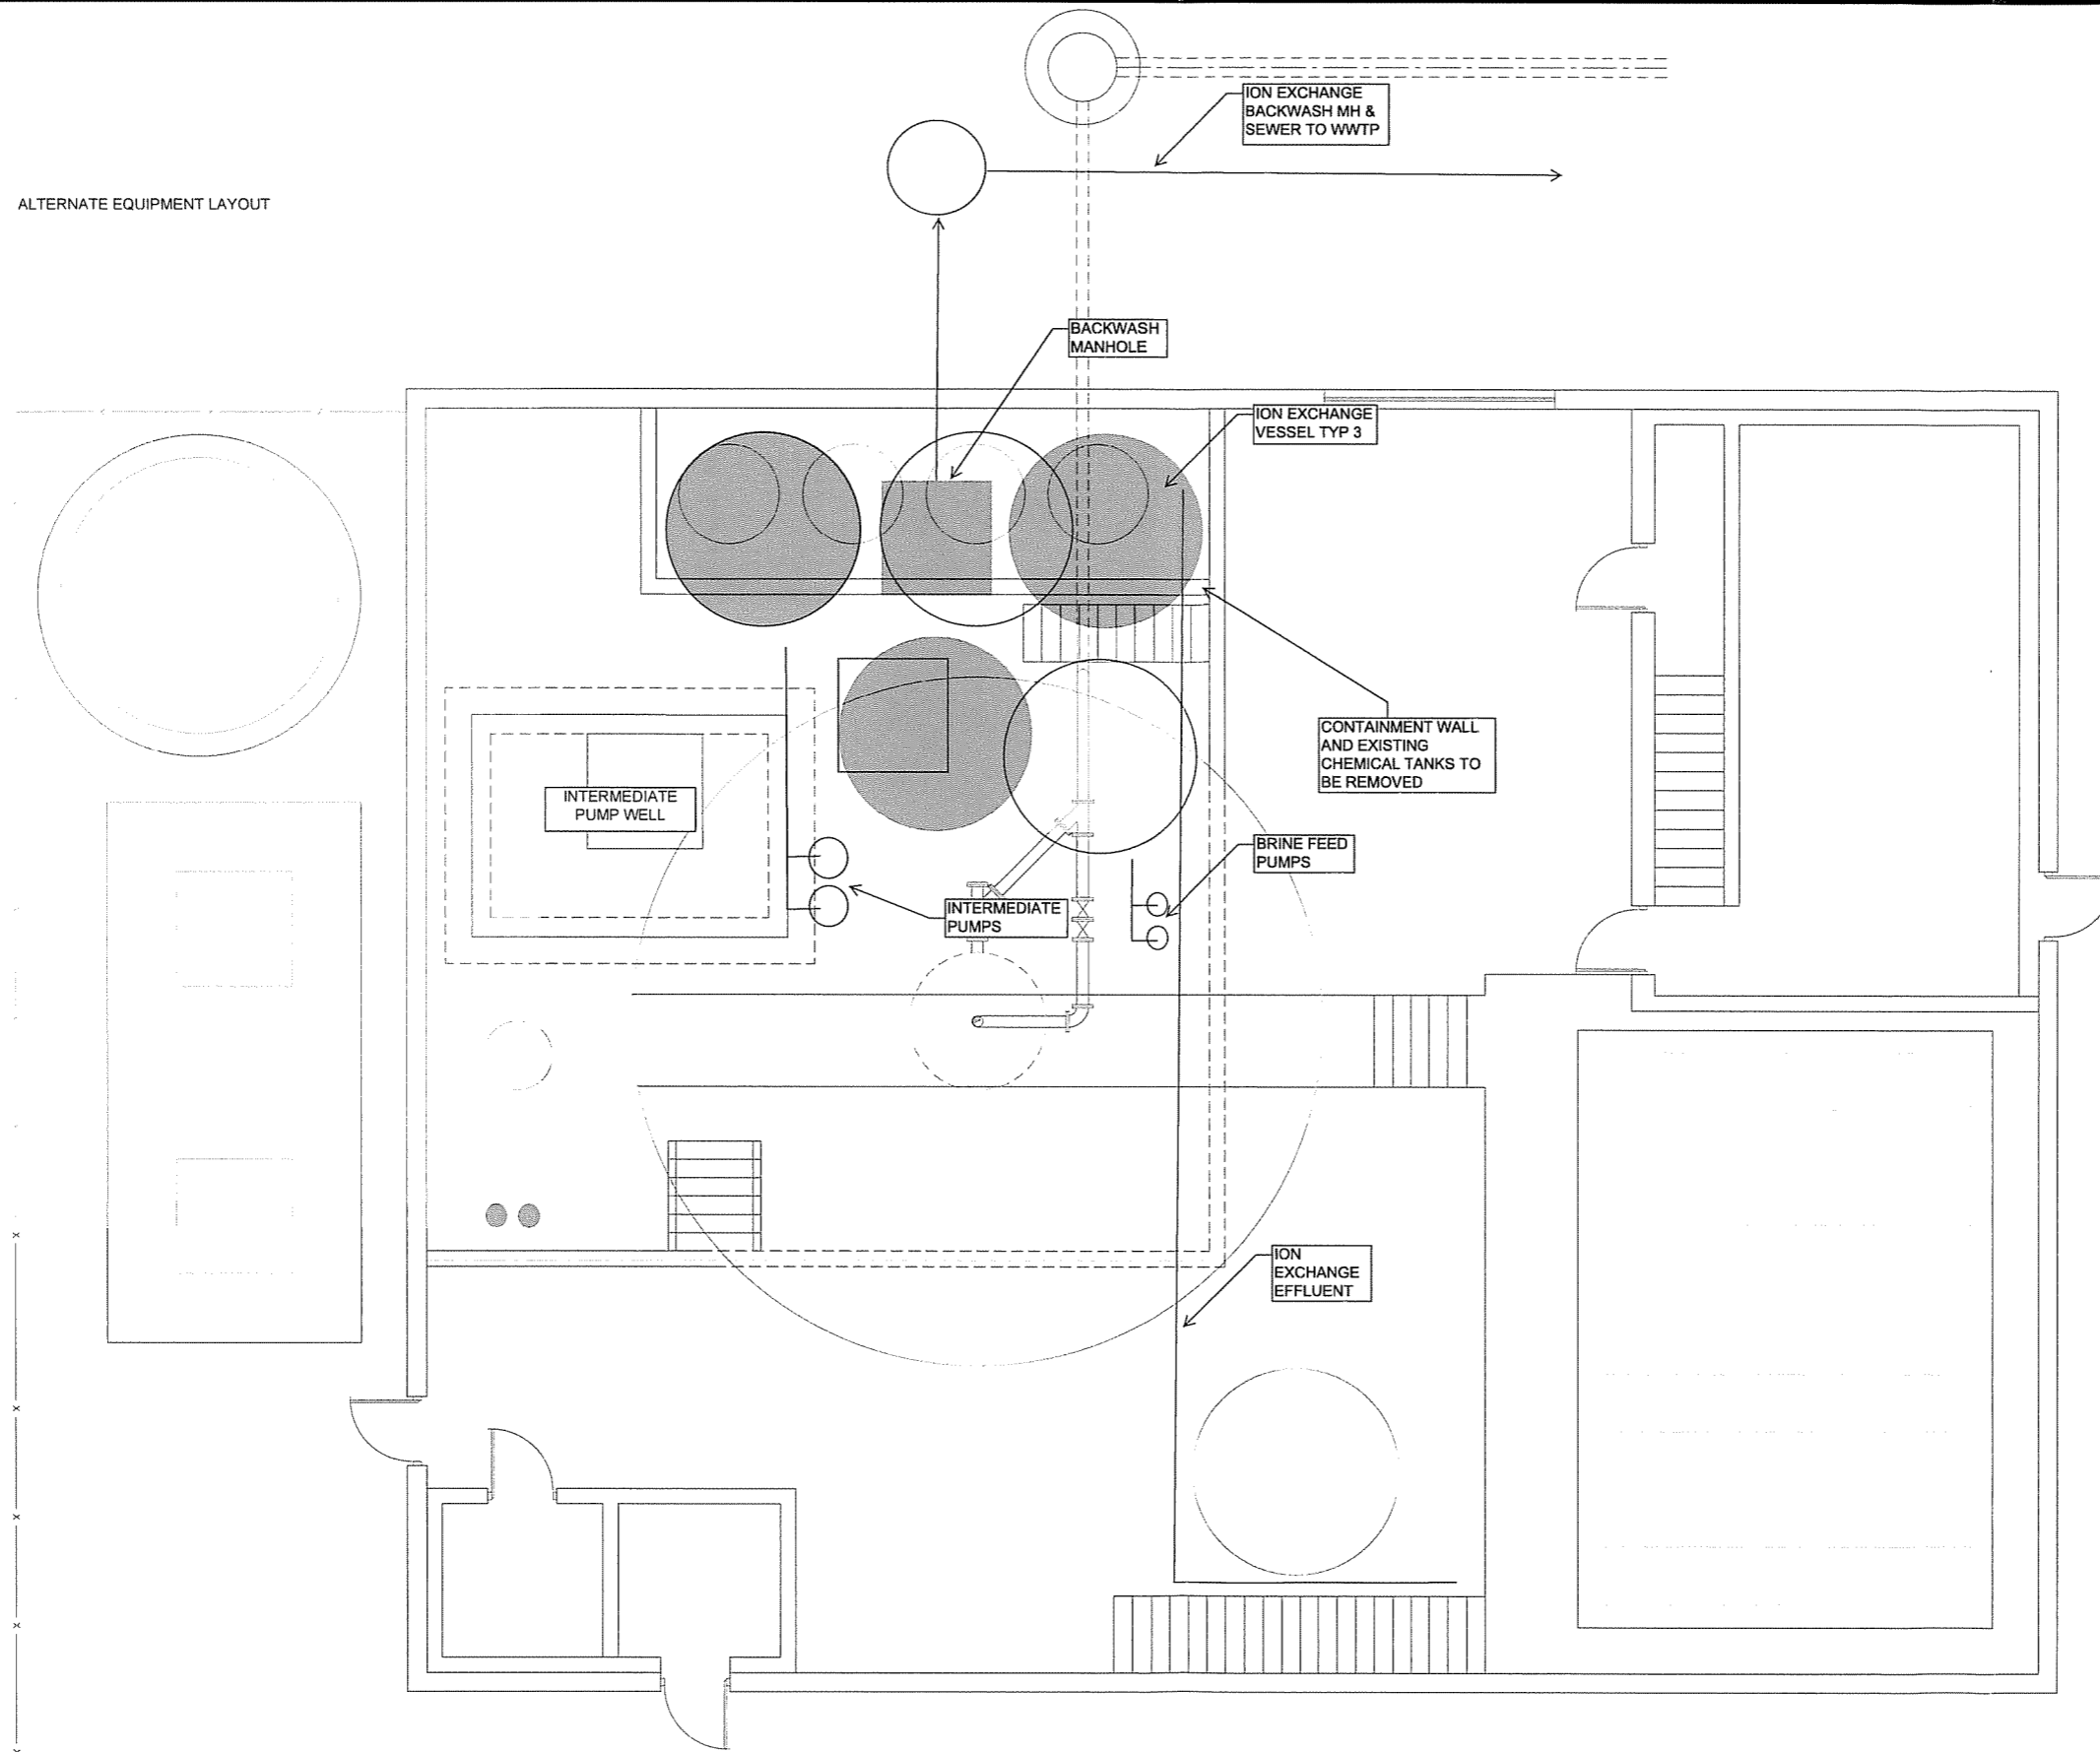 ION EXCHANGE
BACKWASH MH &
SEWER TO WWTP
ALTERNATE EQUIPMENT LAYOUT
BACKWASH
MANHOLE
ION EXCHANGE
VESSEL TYP 3
CONTAINMENT WALL
AND EXISTING
CHEMICAL TANKS TO
BE REMOVED
INTERMEDIATE
PUMP WELL
BRINE FEED
PUMPS
INTERMEDIATE
PUMPS
ION
EXCHANGE
EFFLUENT